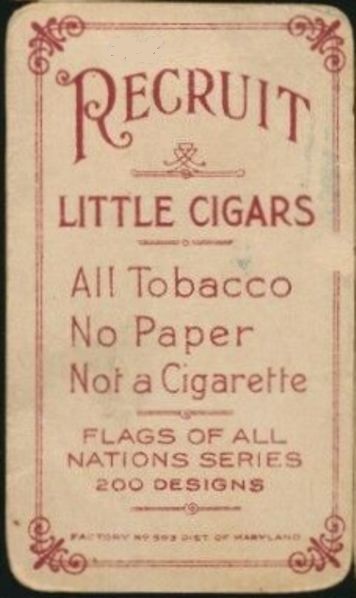 RECRUIT
LITTLE CIGARS
All Tobacco
No Paper
Not a Cigarette
FLAGS OF ALL
NATIONS SERIES
200 DESIGNS
FACTORY Nº 593 DIST. OF MARYLAND